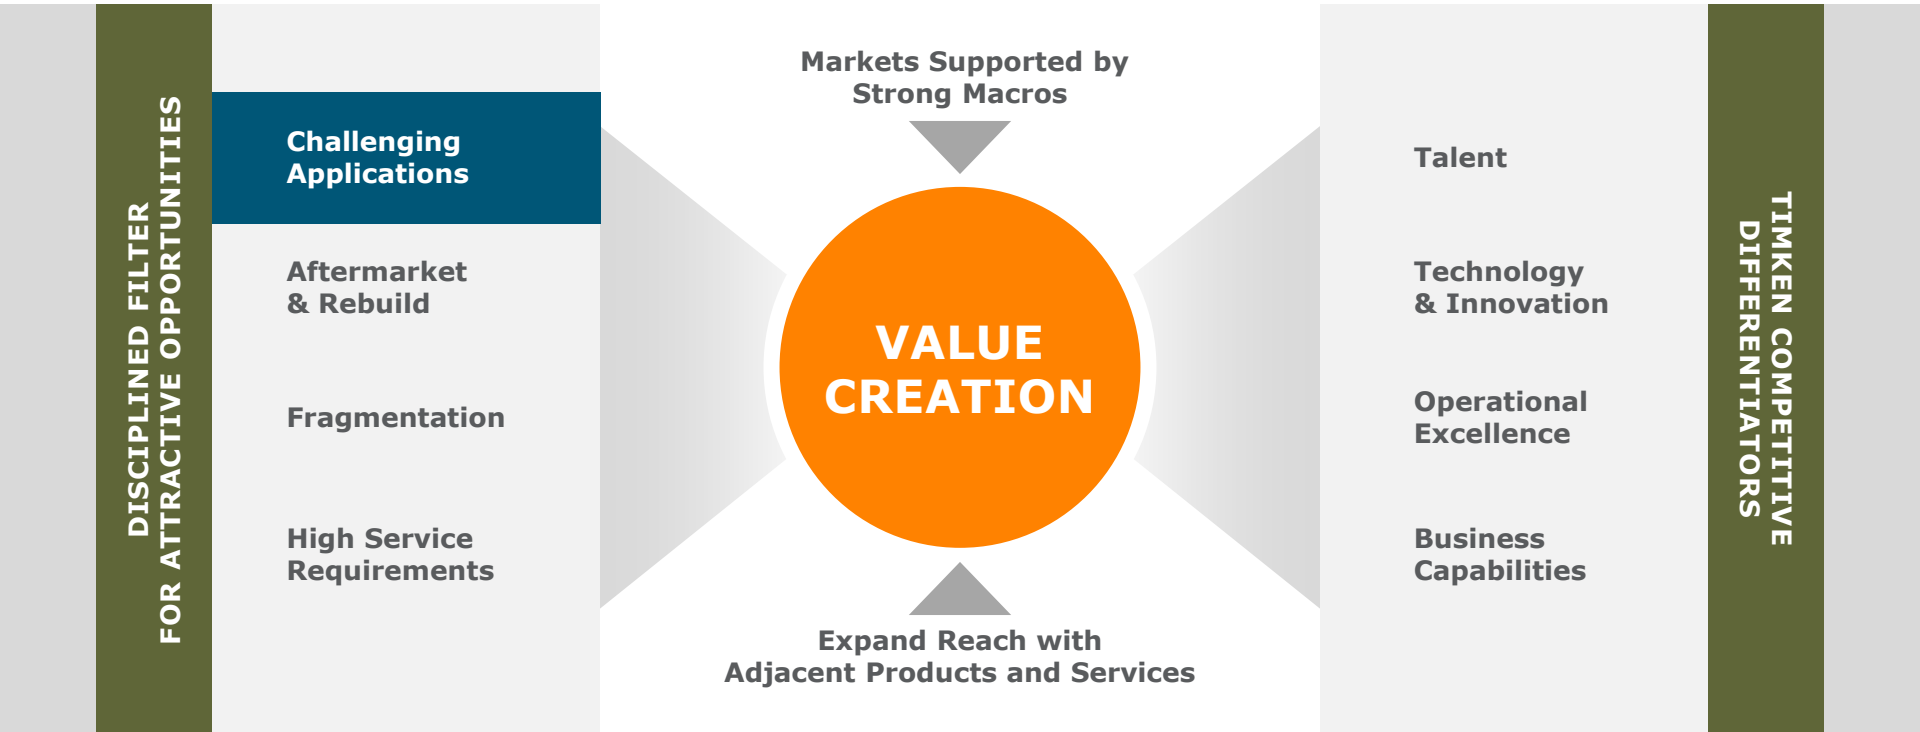 DISCIPLINED FILTER
FOR ATTRACTIVE OPPORTUNITIES
Challenging
Applications
Aftermarket
& Rebuild
Fragmentation
High Service
Requirements
Markets Supported by
Strong Macros
VALUE
CREATION
Expand Reach with
Adjacent Products and Services
Talent
Technology
& Innovation
Operational
Excellence
Business
Capabilities
TIMKEN COMPETITIVE
DIFFERENTIATORS